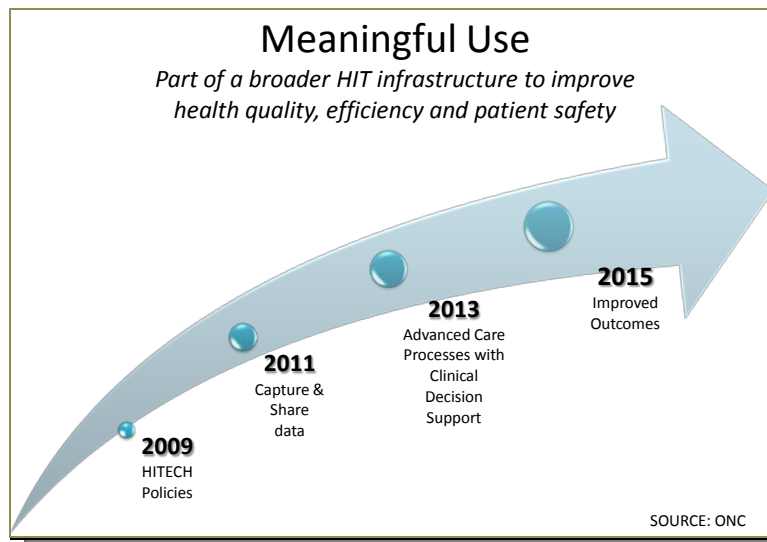 Meaningful Use
Part of a broader HIT infrastructure to improve
health quality, efficiency and patient safety
2009
HITECH
Policies
2011
Capture &
Share
data
2013
Advanced Care
Processes with
Clinical
Decision
Support
2015
Improved
Outcomes
SOURCE: ONC